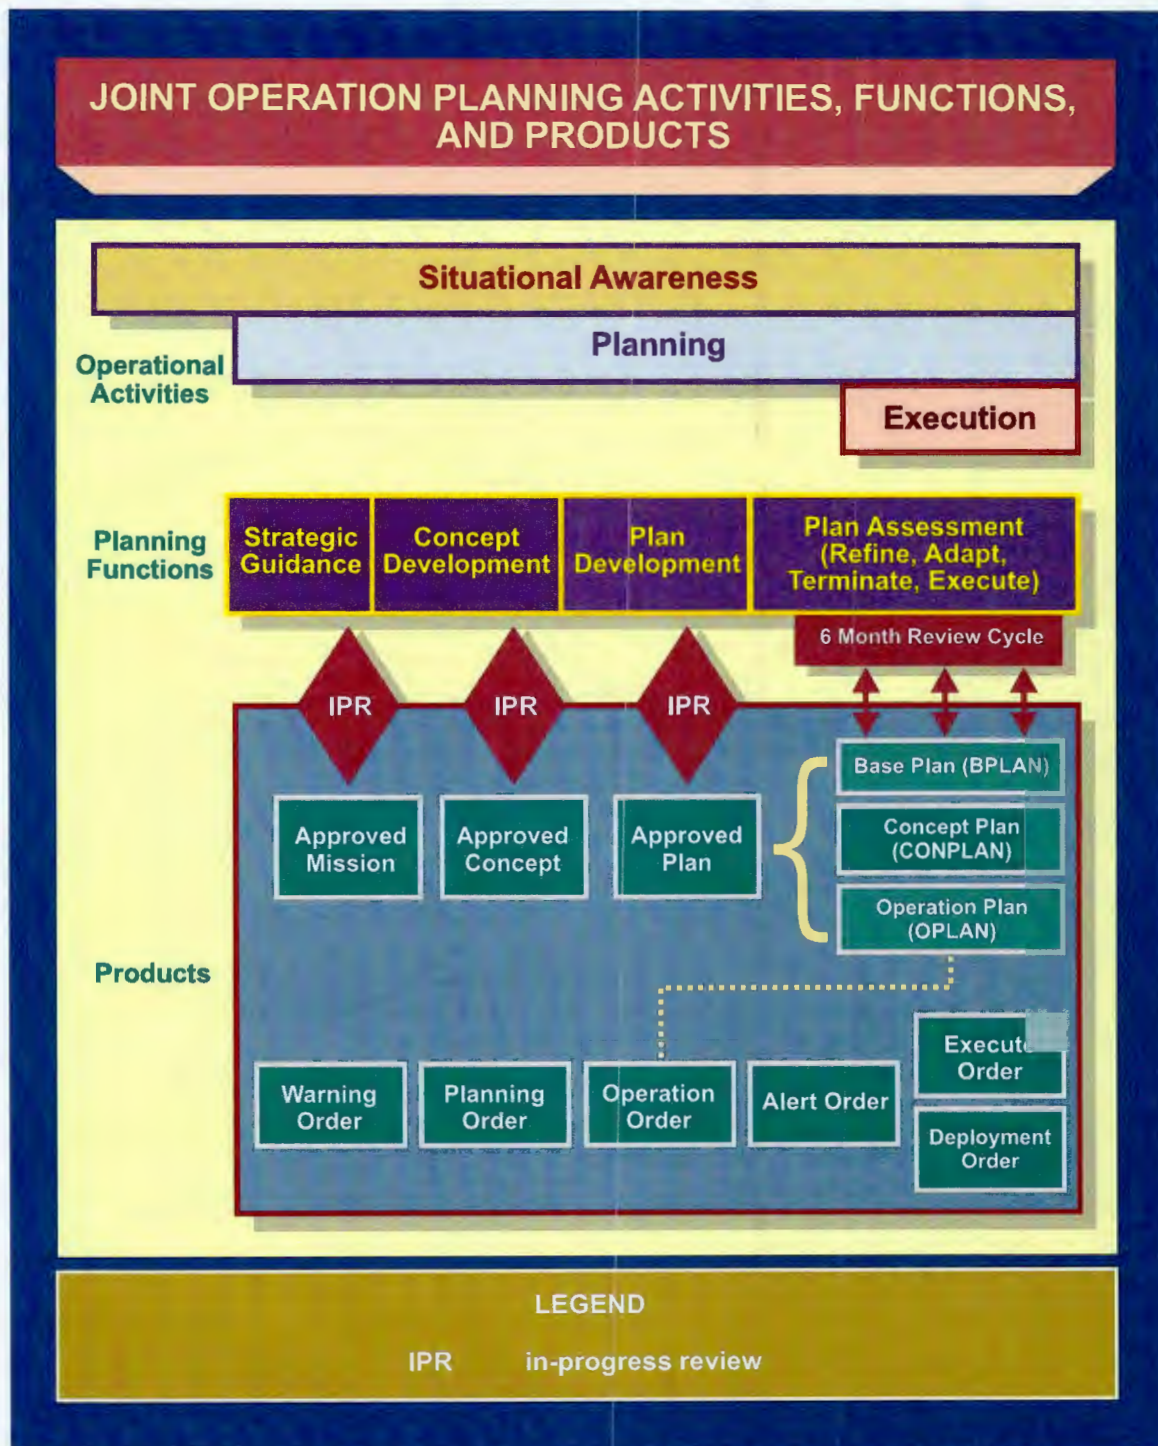 JOINT OPERATION PLANNING ACTIVITIES, FUNCTIONS,
AND PRODUCTS
Situational Awareness
Planning
Operational
Activities
Execution
Planning
Functions
Strategic
Guidance
Concept
Development
Plan
Development
Plan Assessment
(Refine, Adapt,
Terminate, Execute)
6 Month Review Cycle
IPR
IPR
IPR
Base Plan (BPLAN)
Approved
Mission
Approved
Concept
Approved
Plan
Concept Plan
(CONPLAN)
Operation Plan
(OPLAN)
Products
Warning
Order
Planning
Order
Operation
Order
Alert Order
Execute
Order
Deployment
Order
LEGEND
IPR in-progress review